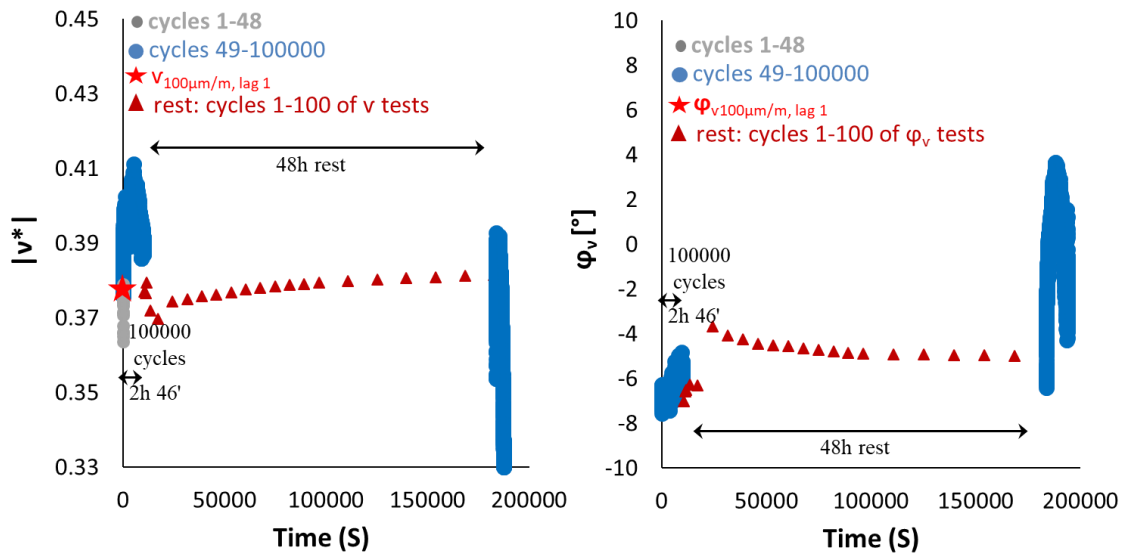 0.45
0.43
0.41
0.39
0.37
0.35
0.33
|ν*|
cycles 1-48
cycles 49-100000
ν100μm/m, lag 1
rest: cycles 1-100 of ν tests
48h rest
100000
cycles
2h 46'
0
50000
100000
150000
200000
Time (S)
10
8
6
4
2
0
-2
-4
-6
-8
-10
φν [°]
cycles 1-48
cycles 49-100000
φν100μm/m, lag 1
rest: cycles 1-100 of φν tests
100000
cycles
2h 46'
48h rest
0
50000
100000
150000
200000
Time (S)